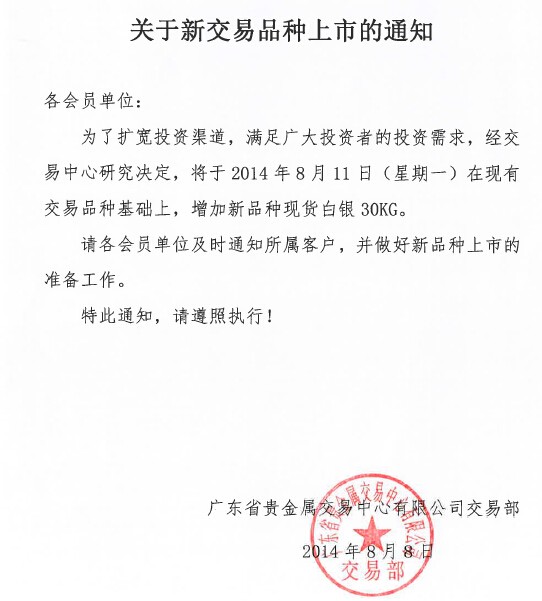 关于新交易品种上市的通知
各会员单位：
为了扩宽投资渠道，满足广大投资者的投资需求，经交
易中心研究决定，将于 2014 年 8 月 11 日（星期一）在现有
交易品种基础上，增加新品种现货白银 30KG。
请各会员单位及时通知所属客户，并做好新品种上市的
准备工作。
特此通知，请遵照执行！
广东省贵金属交易中心有限公司交易部
2014 年 8 月 8 日
广东省贵金属交易中心有限公司
交易部